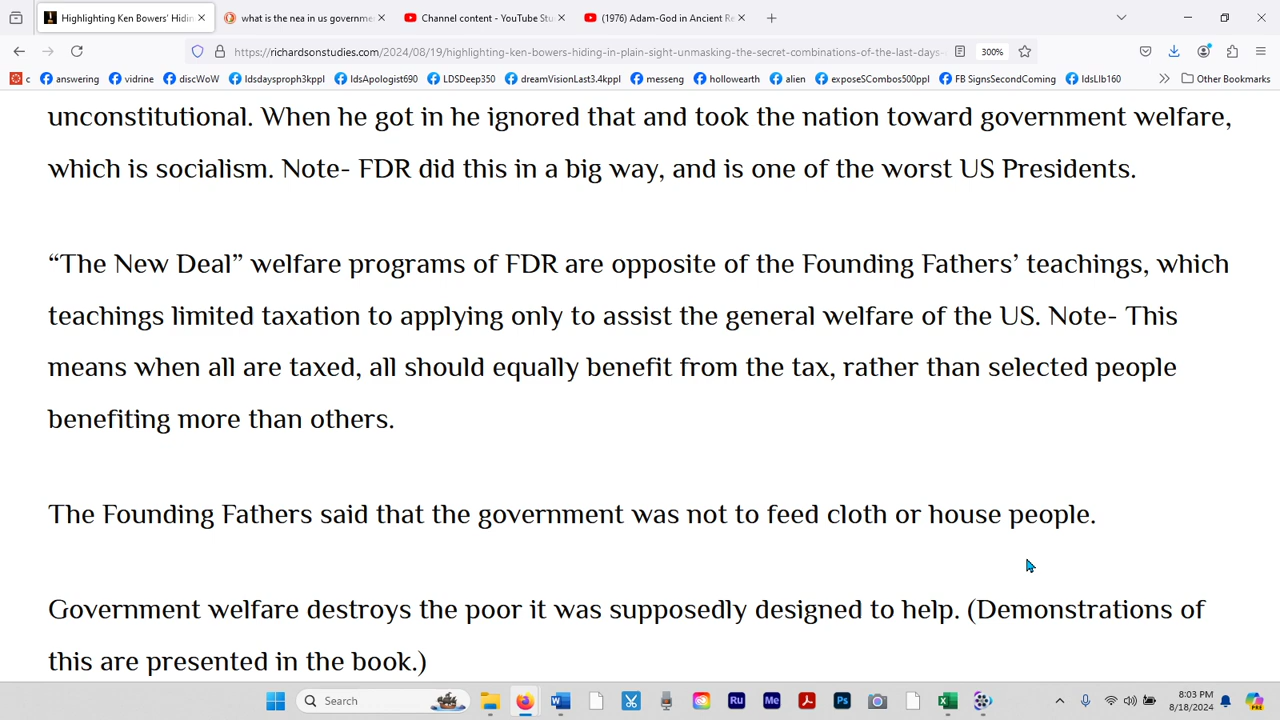 Highlighting Ken Bowers' Hidin
what is the nea in us governme
Channel content - YouTube Stu
(1976) Adam-God in Ancient Re
https://richardsonstudies.com/2024/08/19/highlighting-ken-bowers-hiding-in-plain-sight-unmasking-the-secret-combinations-of-the-last-days-
300%
c
answering
vidrine
discWoW
ldsdaysproph3kppl
ldsApologist690
LDSDeep350
dreamVisionLast3.4kppl
messeng
hollowearth
alien
exposeSCombos500ppl
FB SignsSecondComing
ldsLIb160
Other Bookmarks
unconstitutional. When he got in he ignored that and took the nation toward government welfare,
which is socialism. Note- FDR did this in a big way, and is one of the worst US Presidents.
“The New Deal” welfare programs of FDR are opposite of the Founding Fathers’ teachings, which
teachings limited taxation to applying only to assist the general welfare of the US. Note- This
means when all are taxed, all should equally benefit from the tax, rather than selected people
benefiting more than others.
The Founding Fathers said that the government was not to feed cloth or house people.
Government welfare destroys the poor it was supposedly designed to help. (Demonstrations of
this are presented in the book.)
Search
Ru
Me
Ps
8:03 PM
8/18/2024
PRE